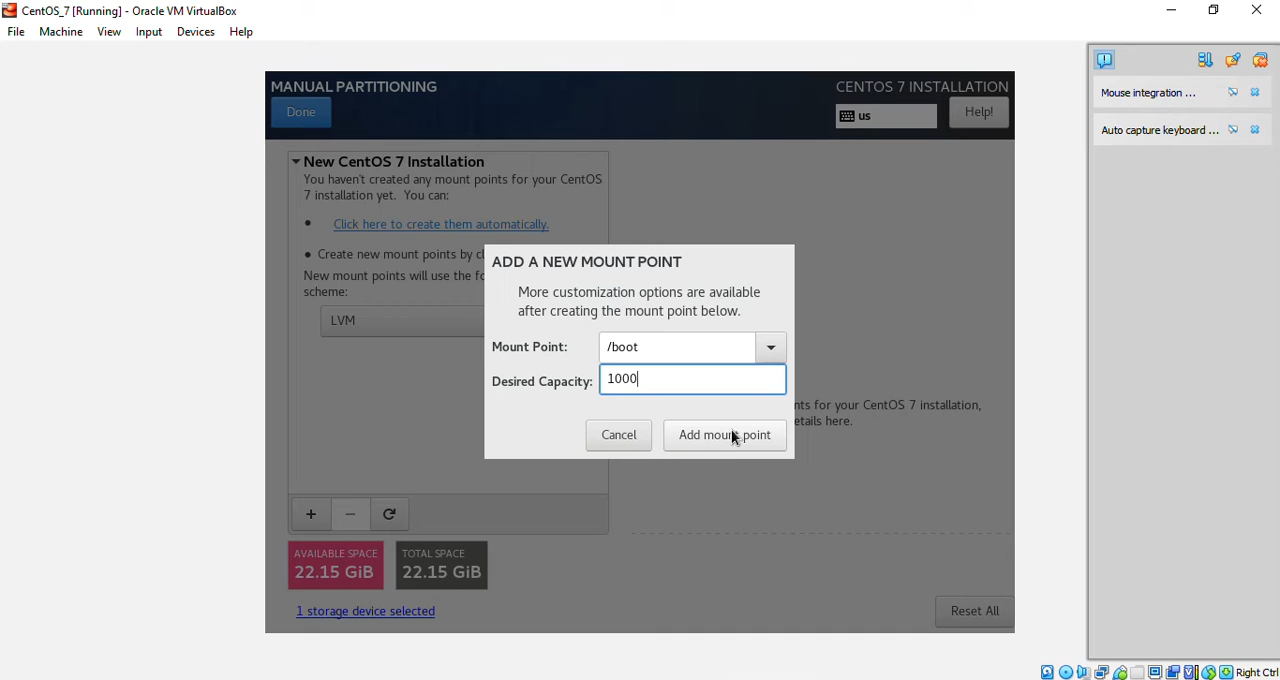 CentOS_7 [Running] - Oracle VM VirtualBox
File Machine View Input Devices Help
MANUAL PARTITIONING
Done
CENTOS 7 INSTALLATION
us
Help!
Mouse integration ...
Auto capture keyboard ...
New CentOS 7 Installation
You haven't created any mount points for your CentOS
7 installation yet. You can:
• Click here to create them automatically.
• Create new mount points by
New mount points will use the
scheme:
LVM
ADD A NEW MOUNT POINT
More customization options are available
after creating the mount point below.
Mount Point: /boot
Desired Capacity: 1000
Cancel
Add mount point
for your CentOS 7 installation,
here.
+ −
AVAILABLE SPACE
22.15 GiB
TOTAL SPACE
22.15 GiB
1 storage device selected
Reset All
Right Ctrl